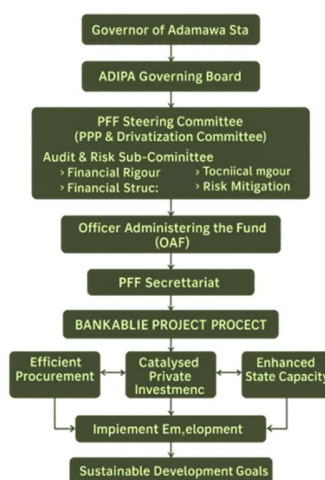 Governor of Adamawa Sta
ADIPA Governing Board
PFF Steering Committee
(PPP & Drivatization Committee)
Audit & Risk Sub-Cominittee
> Financial Rigour > Tocniical mgour
> Financial Struc: > Risk Mitigation
Officer Administering the Fund
(OAF)
PFF Secrettariat
BANKABLIE PROJECT PROCECT
Efficient
Procurement
Catalysed
Private
Investmenc
Enhanced
State Capacity
Impiement Em,elopment
Sustainable Development Goals